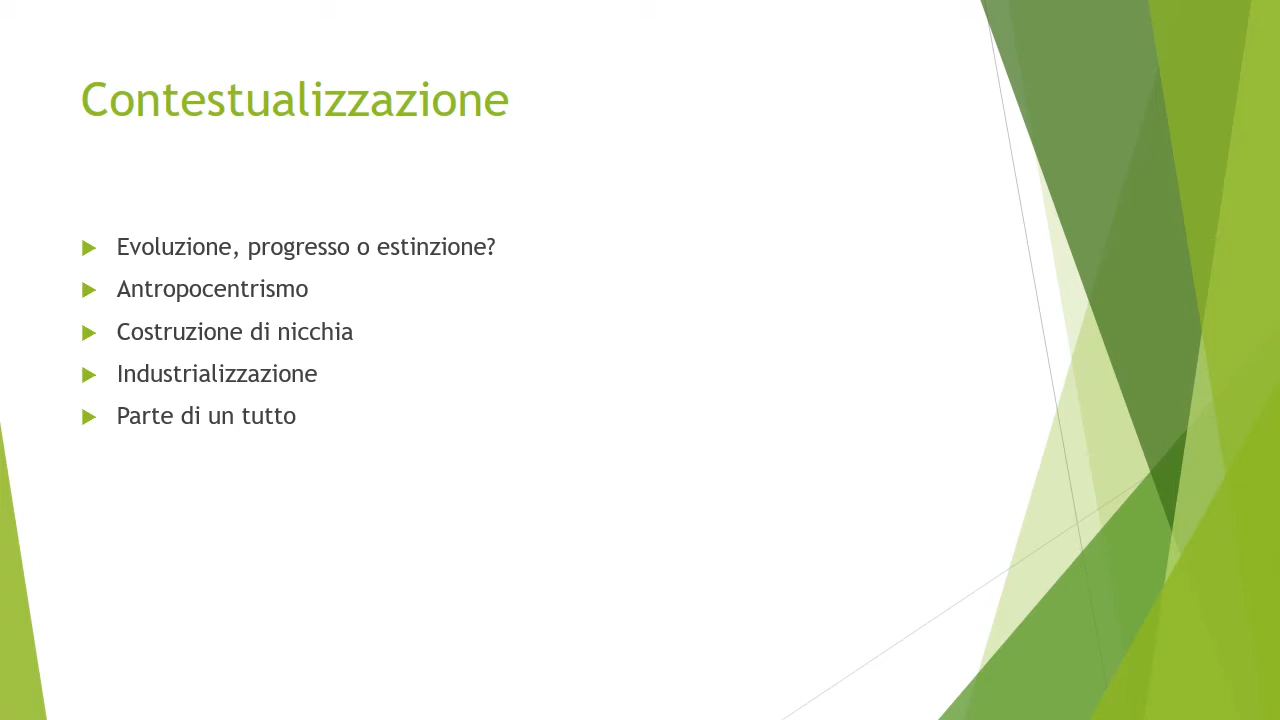 Contestualizzazione
Evoluzione, progresso o estinzione?
Antropocentrismo
Costruzione di nicchia
Industrializzazione
Parte di un tutto